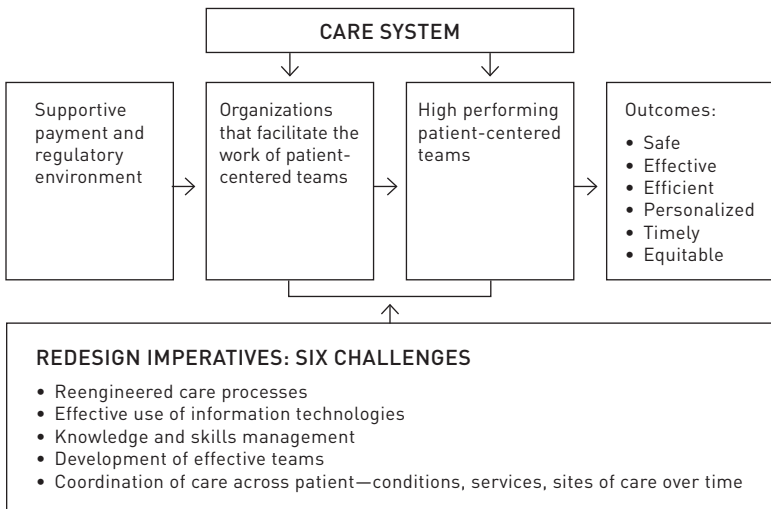 CARE SYSTEM
Supportive
payment and
regulatory
environment
Organizations
that facilitate the
work of patient-
centered teams
High performing
patient-centered
teams
Outcomes:
• Safe
• Effective
• Efficient
• Personalized
• Timely
• Equitable
REDESIGN IMPERATIVES: SIX CHALLENGES
• Reengineered care processes
• Effective use of information technologies
• Knowledge and skills management
• Development of effective teams
• Coordination of care across patient—conditions, services, sites of care over time